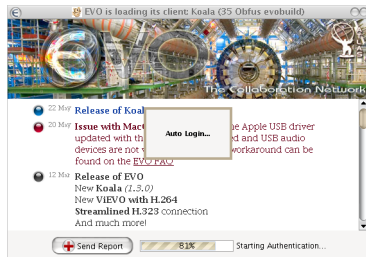 EVO is loading its client: Koala (35 Obfus evobuild)
EVO
The Collaboration Network
22 May Release of Koal
Auto Login...
20 May Issue with Mac
e Apple USB driver
updated with th
ed and USB audio
devices are not
workaround can be
found on the EVO FAQ
12 Mar Release of EVO
New Koala (1.3.0)
New ViEVO with H.264
Streamlined H.323 connection
And much more!
Send Report
81%
Starting Authentication...